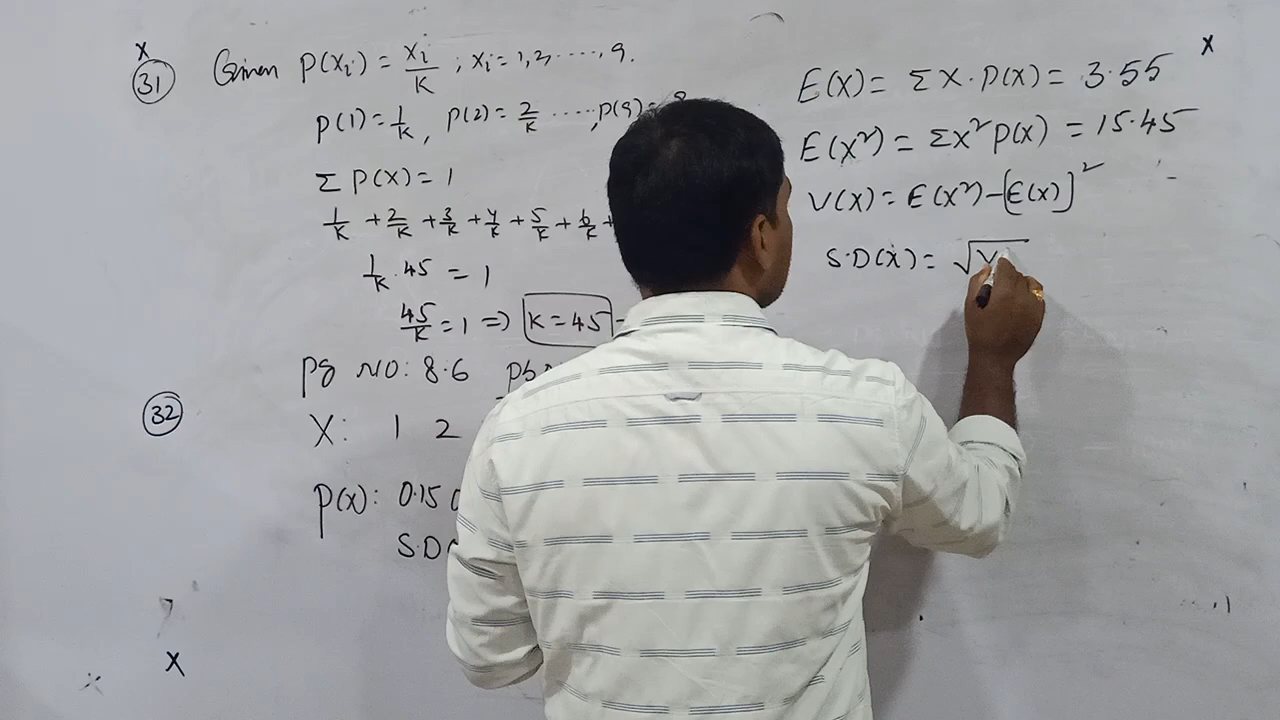 31 Given P(xᵢ) = xᵢ/K ; xᵢ = 1, 2, ....., 9.
P(1) = 1/K, P(2) = 2/K ....., P(9) =
Σ P(x) = 1
1/K + 2/K + 3/K + 4/K + 5/K + 6/K +
1/K . 45 = 1
45/K = 1 => K = 45
Pg NO: 8.6
32
X: 1 2
P(x): 0.15
S.D(
X
E(X) = Σ X . P(X) = 3.55
E(X²) = Σ X² P(X) = 15.45
V(X) = E(X²) - [E(X)]²
S.D(X) = √V